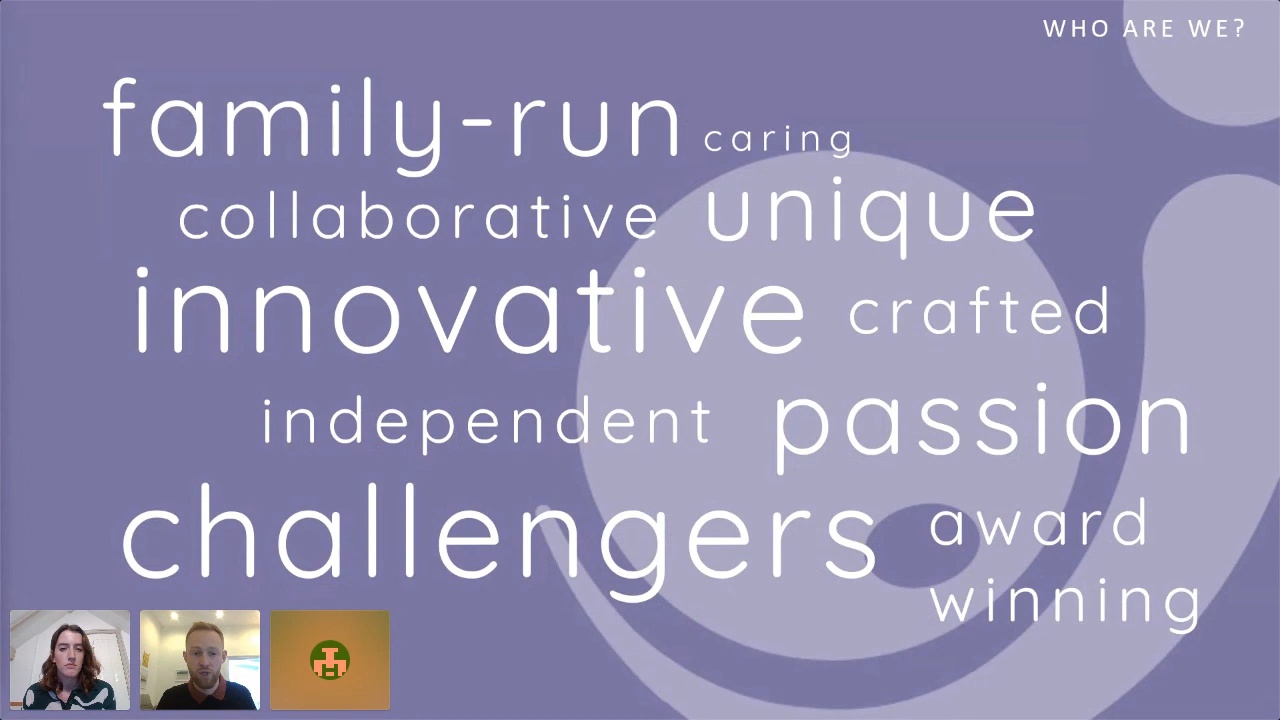 WHO ARE WE?
family-run caring
collaborative unique
innovative crafted
independent passion
challengers award
winning